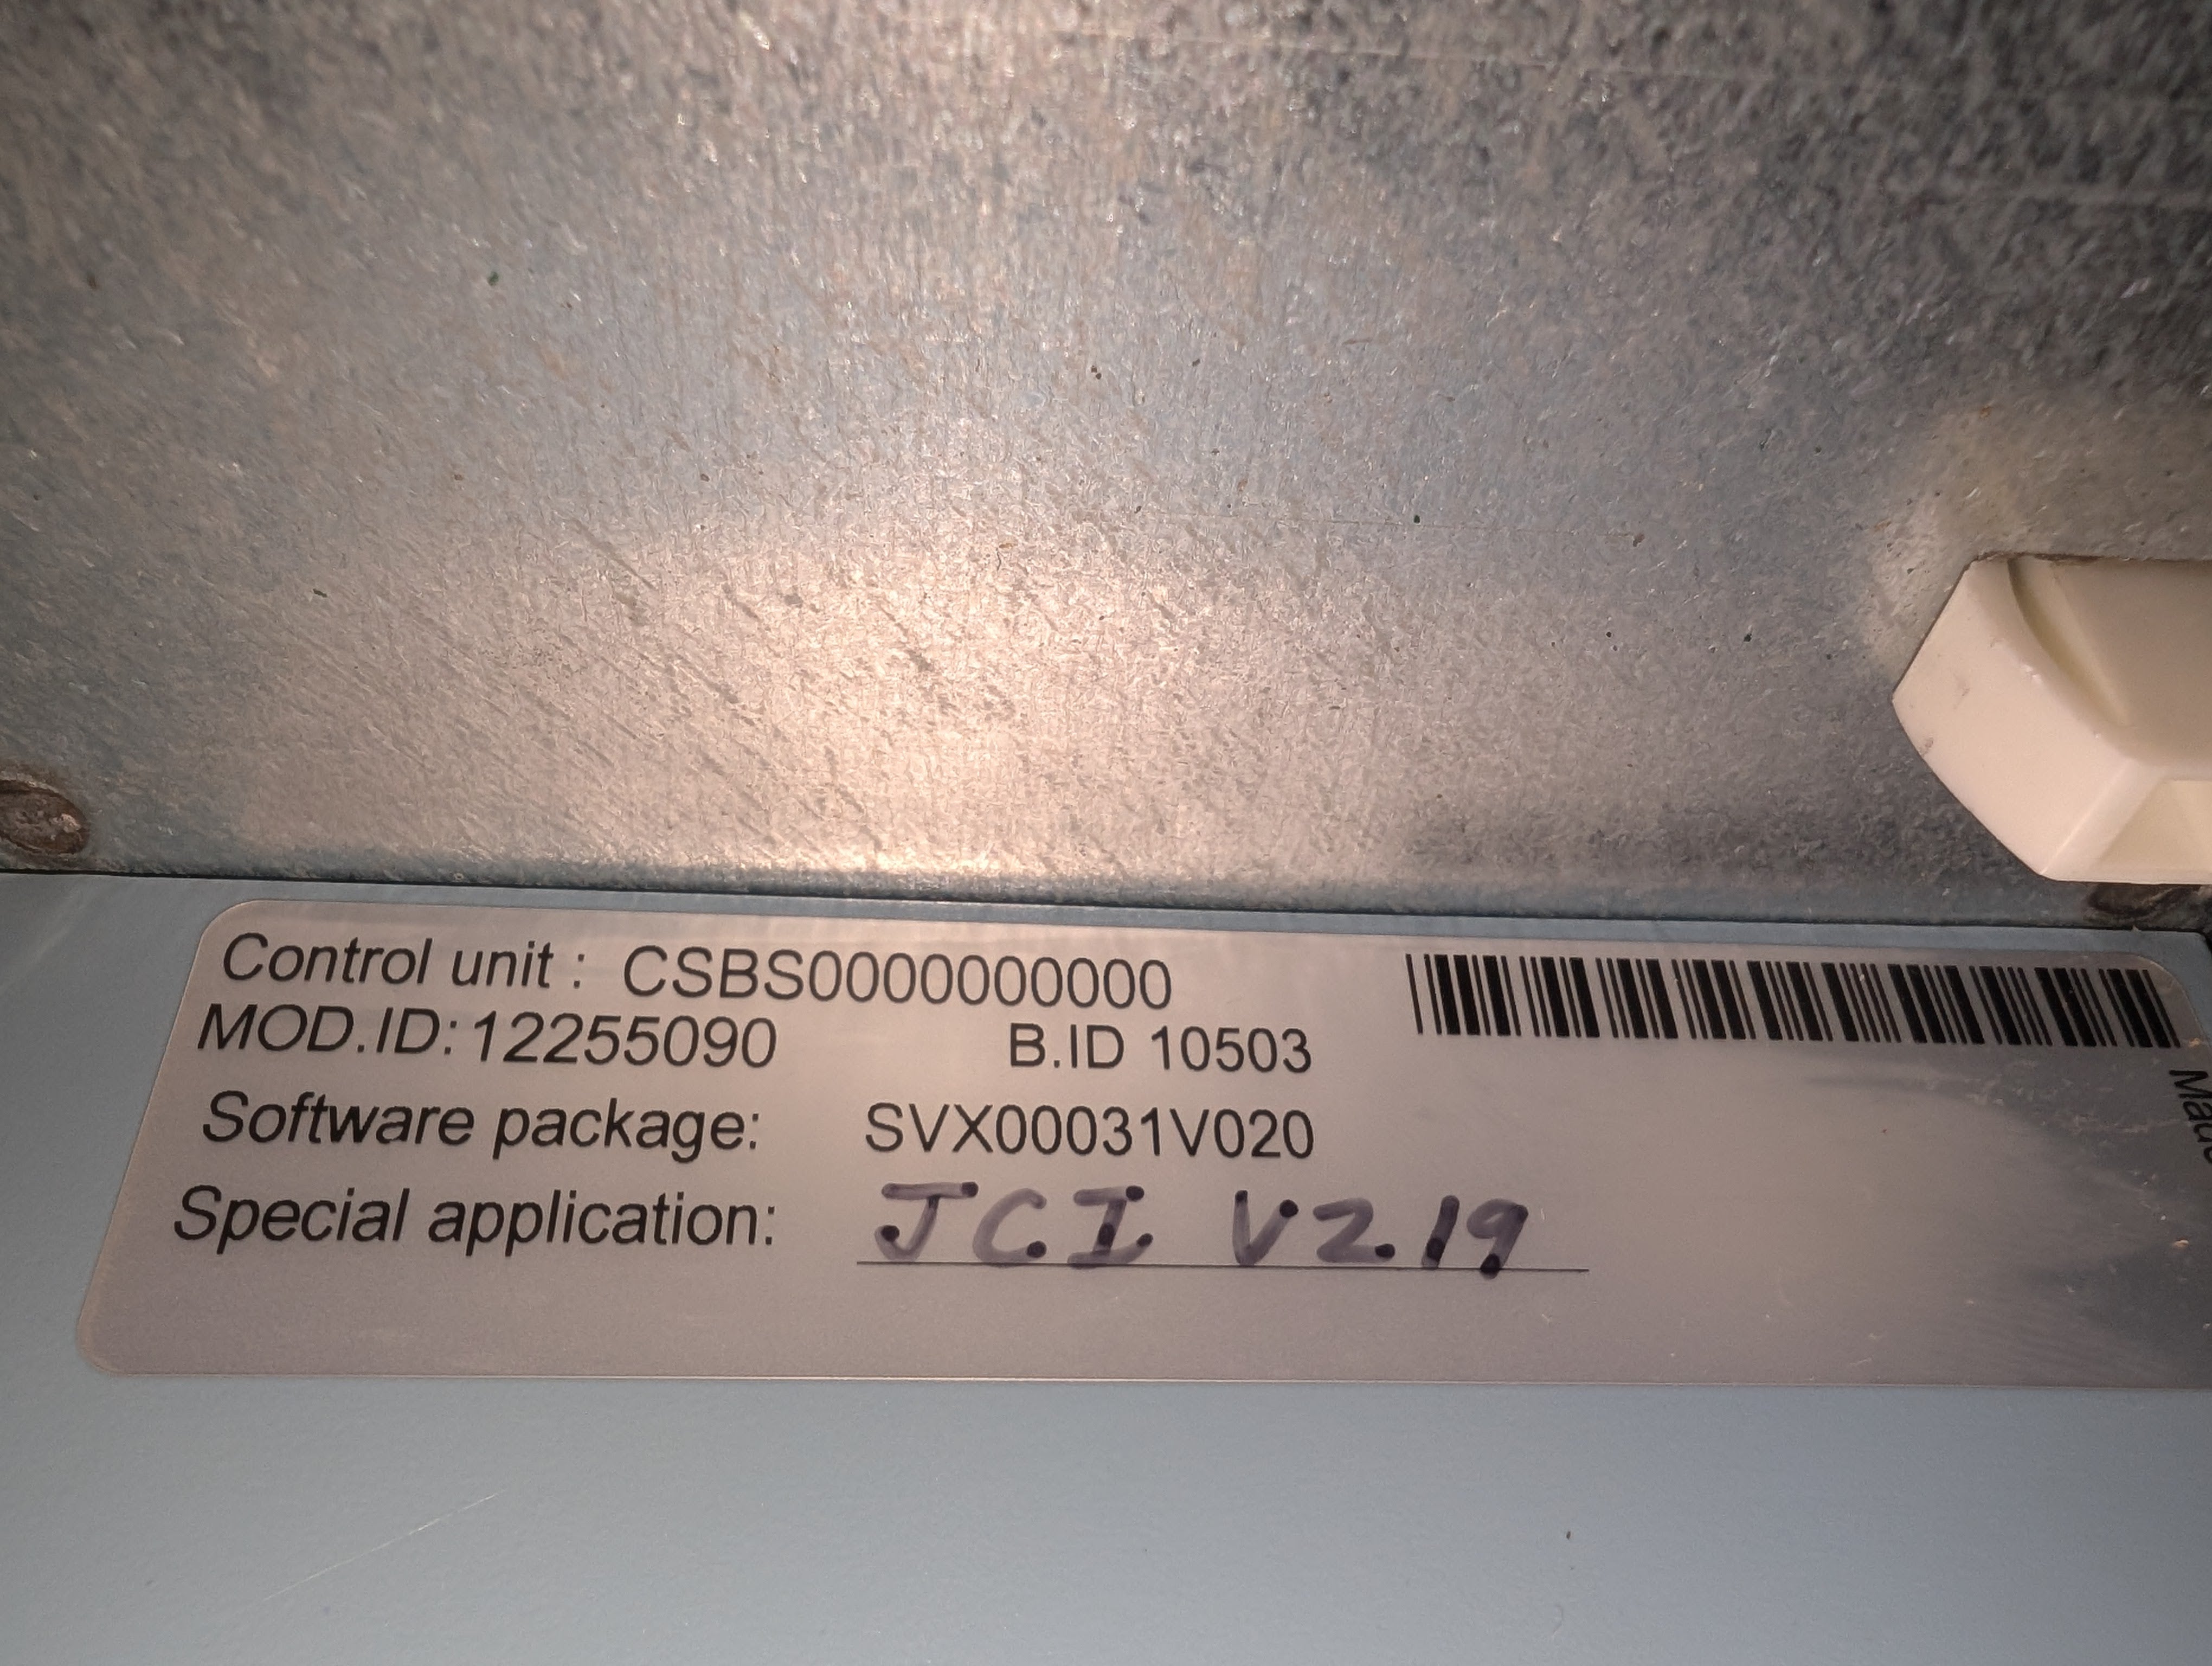 Control unit : CSBS0000000000
MOD.ID: 12255090 B.ID 10503
Software package: SVX00031V020
Special application: JCI V2.19